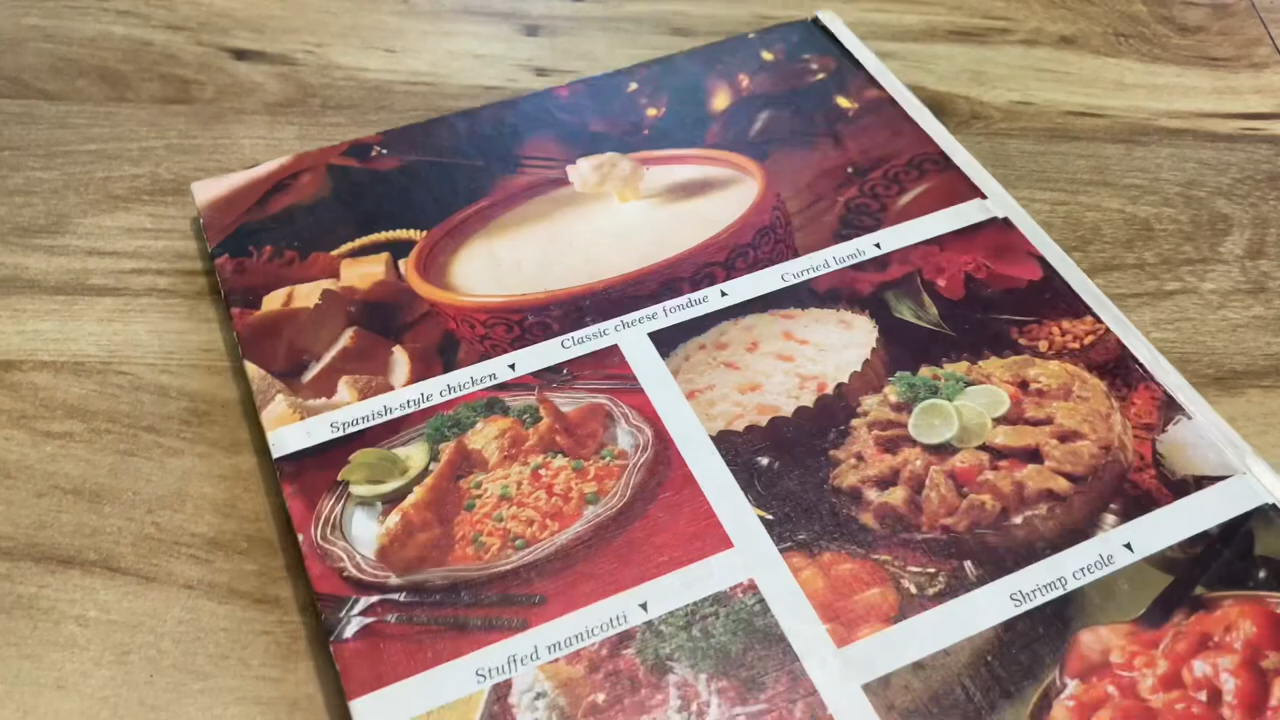 Classic cheese fondue ▲
Curried lamb ▼
Spanish-style chicken ▼
Shrimp creole ▼
Stuffed manicotti ▼